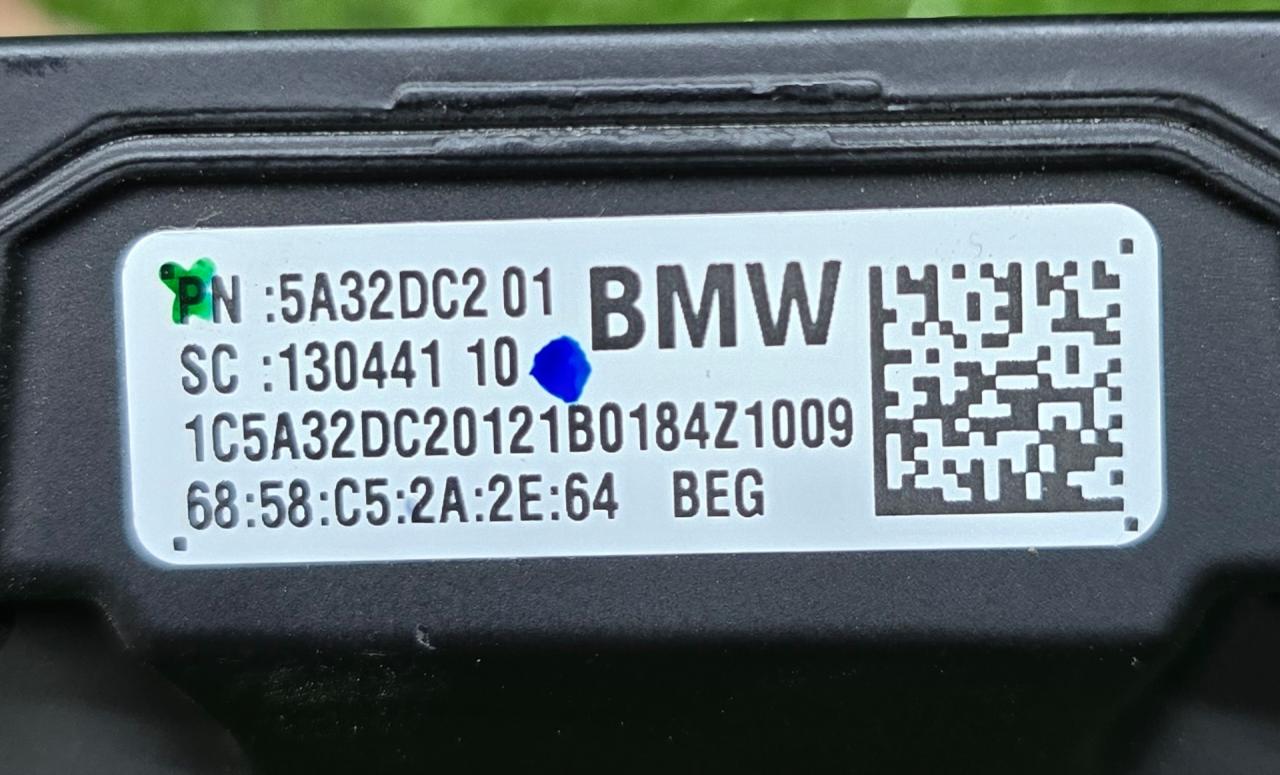 PN :5A32DC2 01 BMW
SC :130441 10
1C5A32DC20121B0184Z1009
68:58:C5:2A:2E:64 BEG